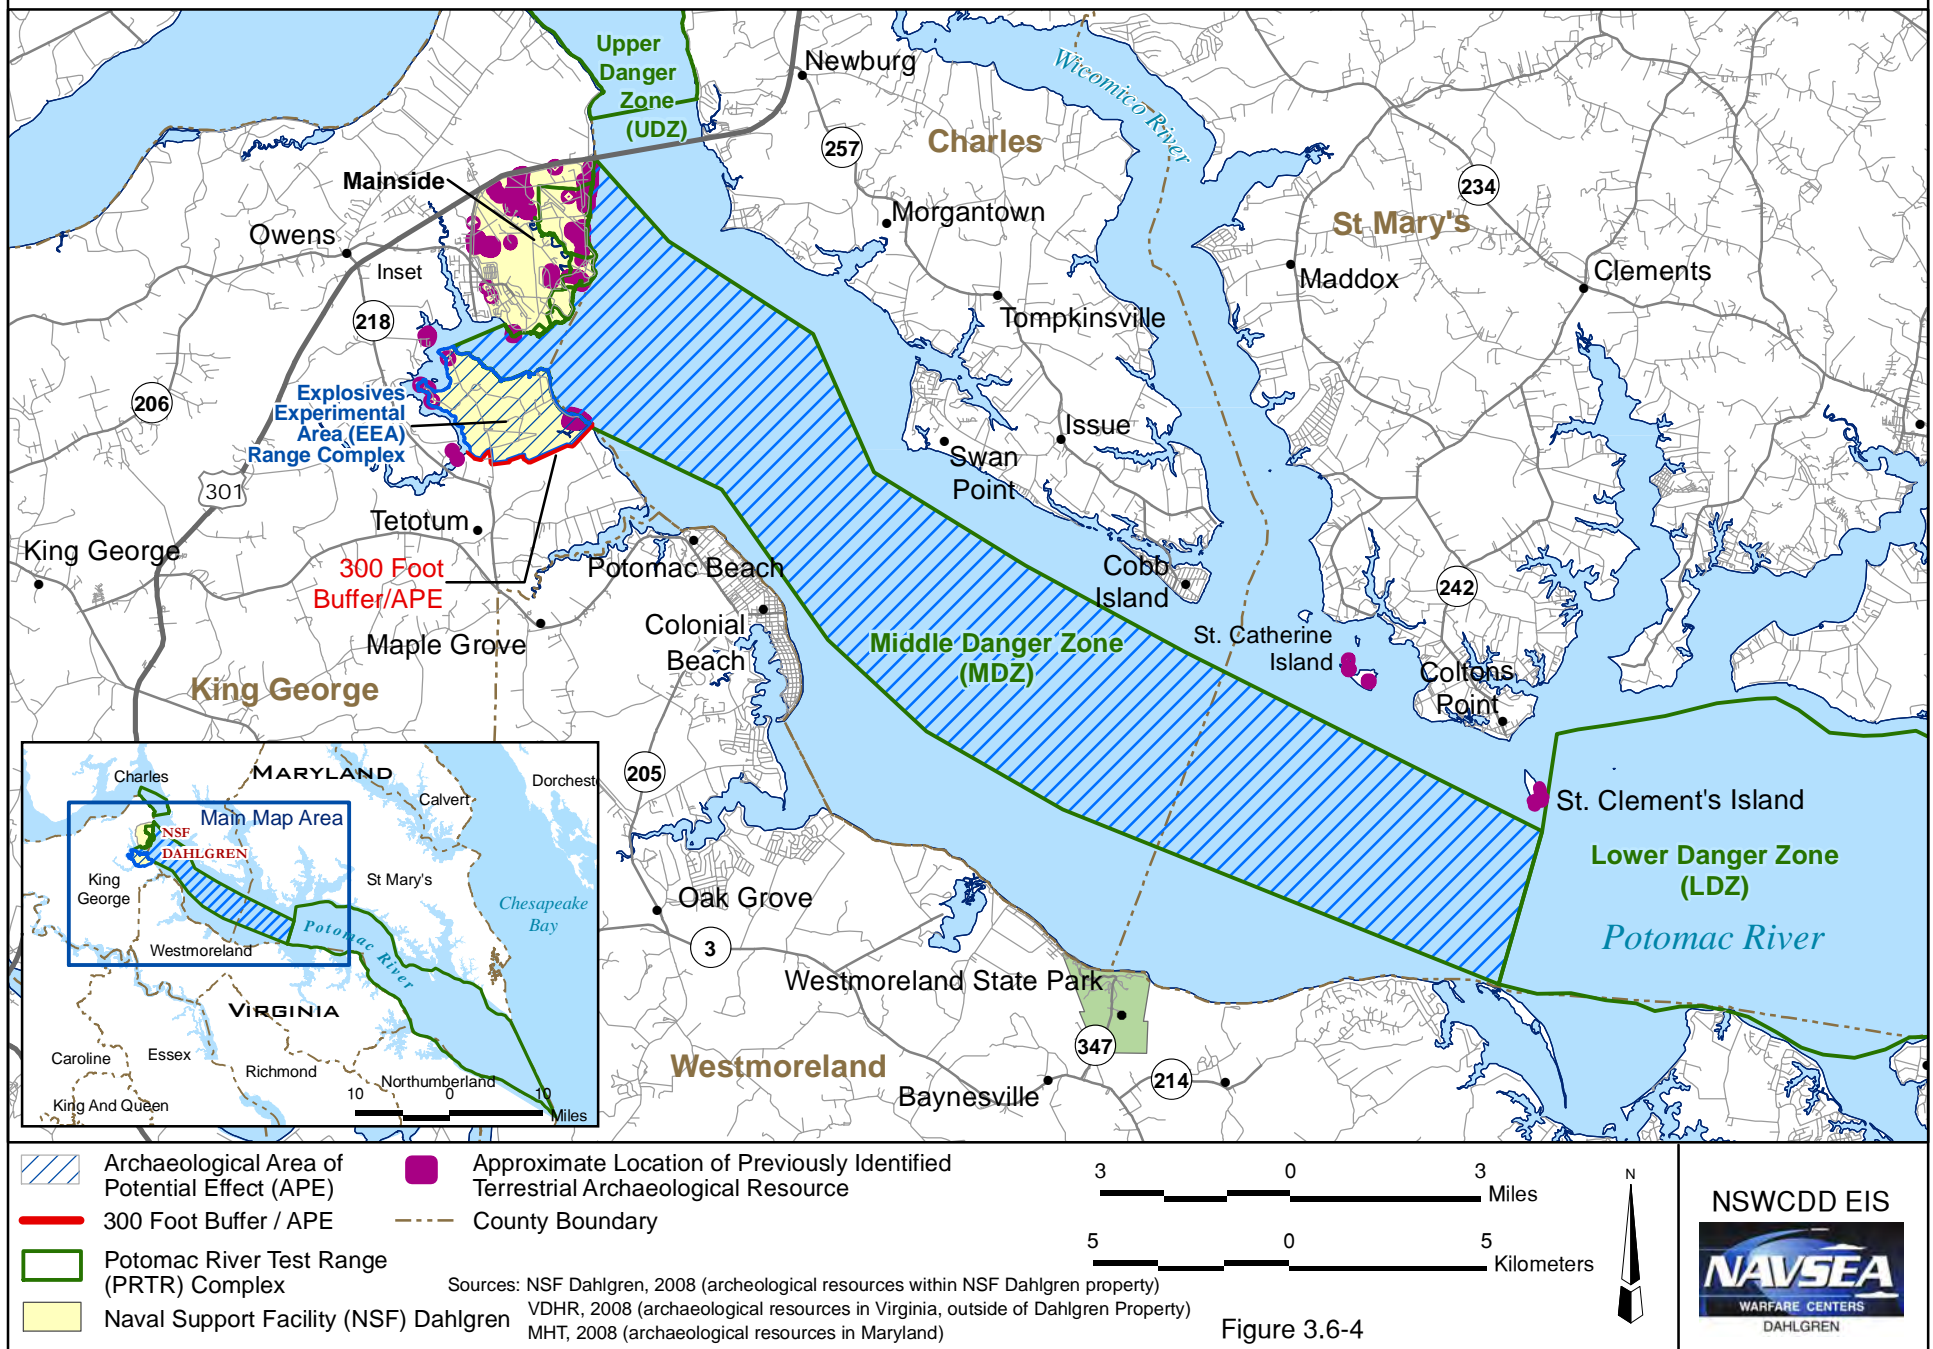 Upper
Danger
Zone
(UDZ)
Newburg
Wicomico River
257
Charles
Mainside
234
Morgantown
St Mary's
Owens
Inset
Maddox
Clements
218
Tompkinsville
206
Explosives
Experimental
Area (EEA)
Range Complex
Issue
Swan
Point
301
Tetotum
King George
300 Foot
Buffer/APE
Potomac Beach
Cobb
Island
242
Maple Grove
Colonial
Beach
Middle Danger Zone
(MDZ)
St. Catherine
Island
Coltons
Point
King George
205
St. Clement's Island
Lower Danger Zone
(LDZ)
Potomac River
Oak Grove
3
Westmoreland State Park
347
214
Westmoreland
Baynesville
Charles
MARYLAND
Dorcheste
Calvert
Main Map Area
NSF
DAHLGREN
King
George
St Mary's
Chesapeake
Bay
Potomac River
Westmoreland
VIRGINIA
Caroline
Essex
Richmond
Northumberland
King And Queen
10 0 10
Miles
Archaeological Area of
Potential Effect (APE)
300 Foot Buffer / APE
Potomac River Test Range
(PRTR) Complex
Naval Support Facility (NSF) Dahlgren
Approximate Location of Previously Identified
Terrestrial Archaeological Resource
County Boundary
Sources: NSF Dahlgren, 2008 (archeological resources within NSF Dahlgren property)
VDHR, 2008 (archaeological resources in Virginia, outside of Dahlgren Property)
MHT, 2008 (archaeological resources in Maryland)
3 0 3
Miles
5 0 5
Kilometers
Figure 3.6-4
N
NSWCDD EIS
NAVSEA
WARFARE CENTERS
DAHLGREN